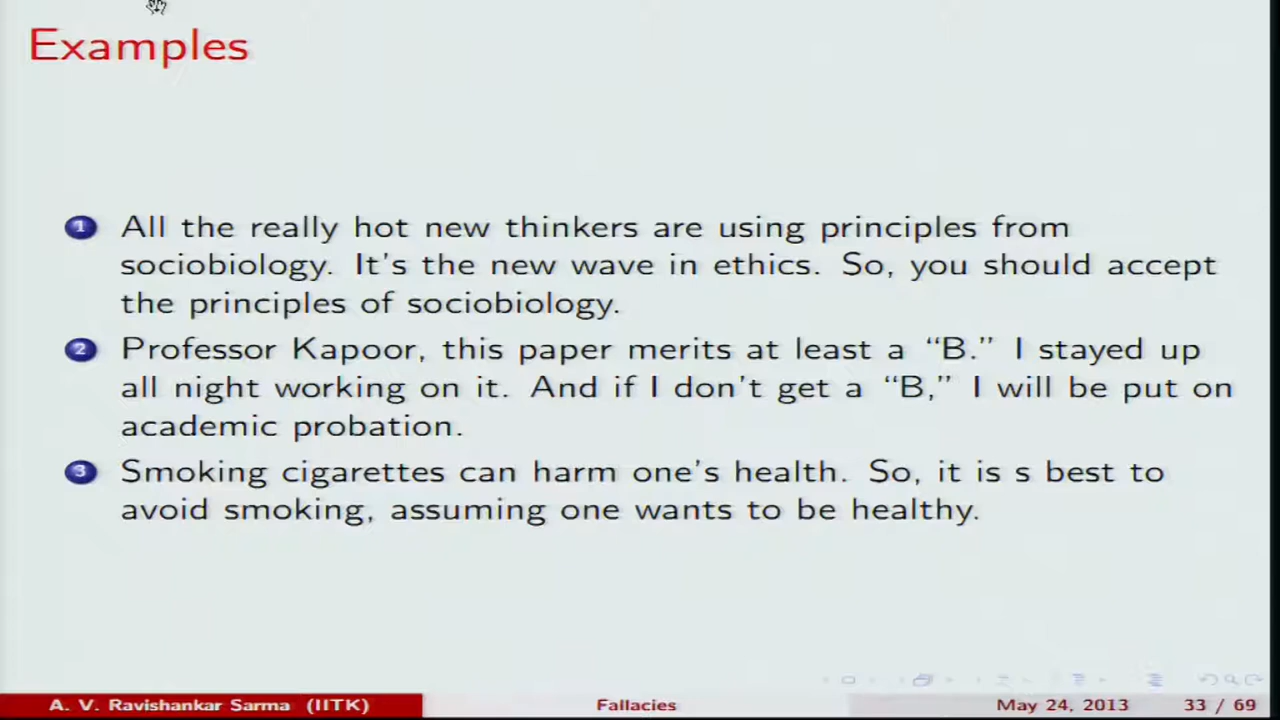 Examples
1 All the really hot new thinkers are using principles from
sociobiology. It's the new wave in ethics. So, you should accept
the principles of sociobiology.
2 Professor Kapoor, this paper merits at least a “B.” I stayed up
all night working on it. And if I don't get a “B,” I will be put on
academic probation.
3 Smoking cigarettes can harm one's health. So, it is s best to
avoid smoking, assuming one wants to be healthy.
A. V. Ravishankar Sarma (IITK) Fallacies May 24, 2013 33 / 69